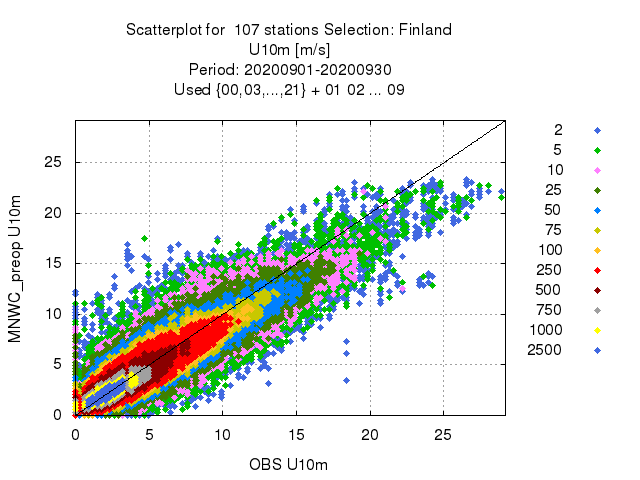 Scatterplot for 107 stations Selection: Finland
U10m [m/s]
Period: 20200901-20200930
Used {00,03,...,21} + 01 02 ... 09
MNWC_preop U10m
25
20
15
10
5
0
0 5 10 15 20 25
OBS U10m
2
5
10
25
50
75
100
250
500
750
1000
2500